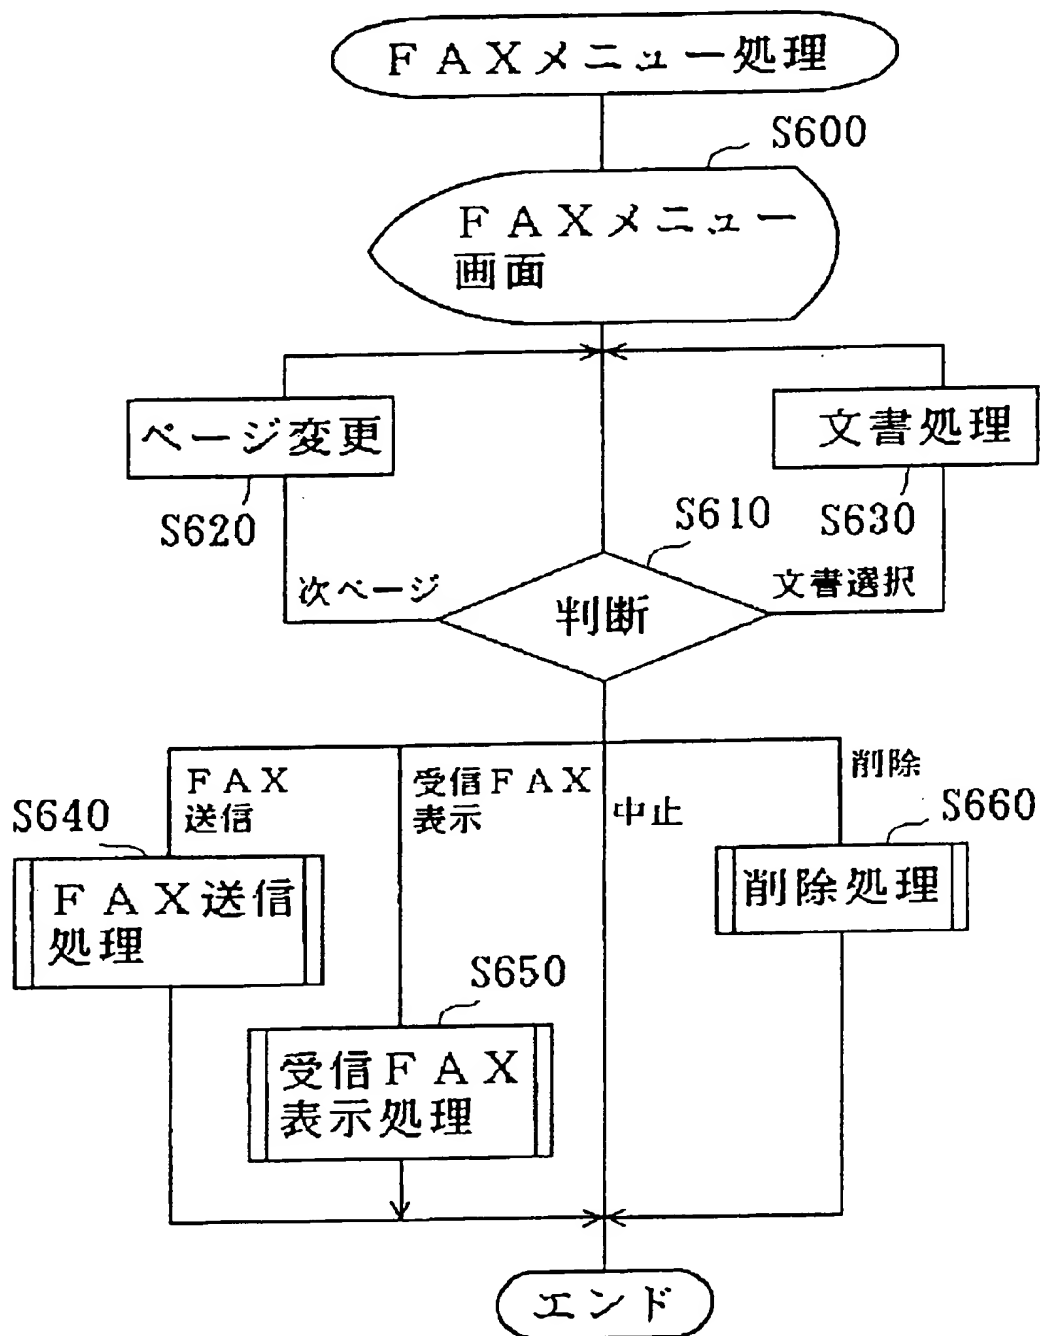 FAXメニュー処理
S600
FAXメニュー
画面
ページ変更
文書処理
S620
S610
S630
次ページ
文書選択
判断
FAX
送信
受信FAX
表示
中止
削除
S640
S660
FAX送信
処理
削除処理
S650
受信FAX
表示処理
エンド